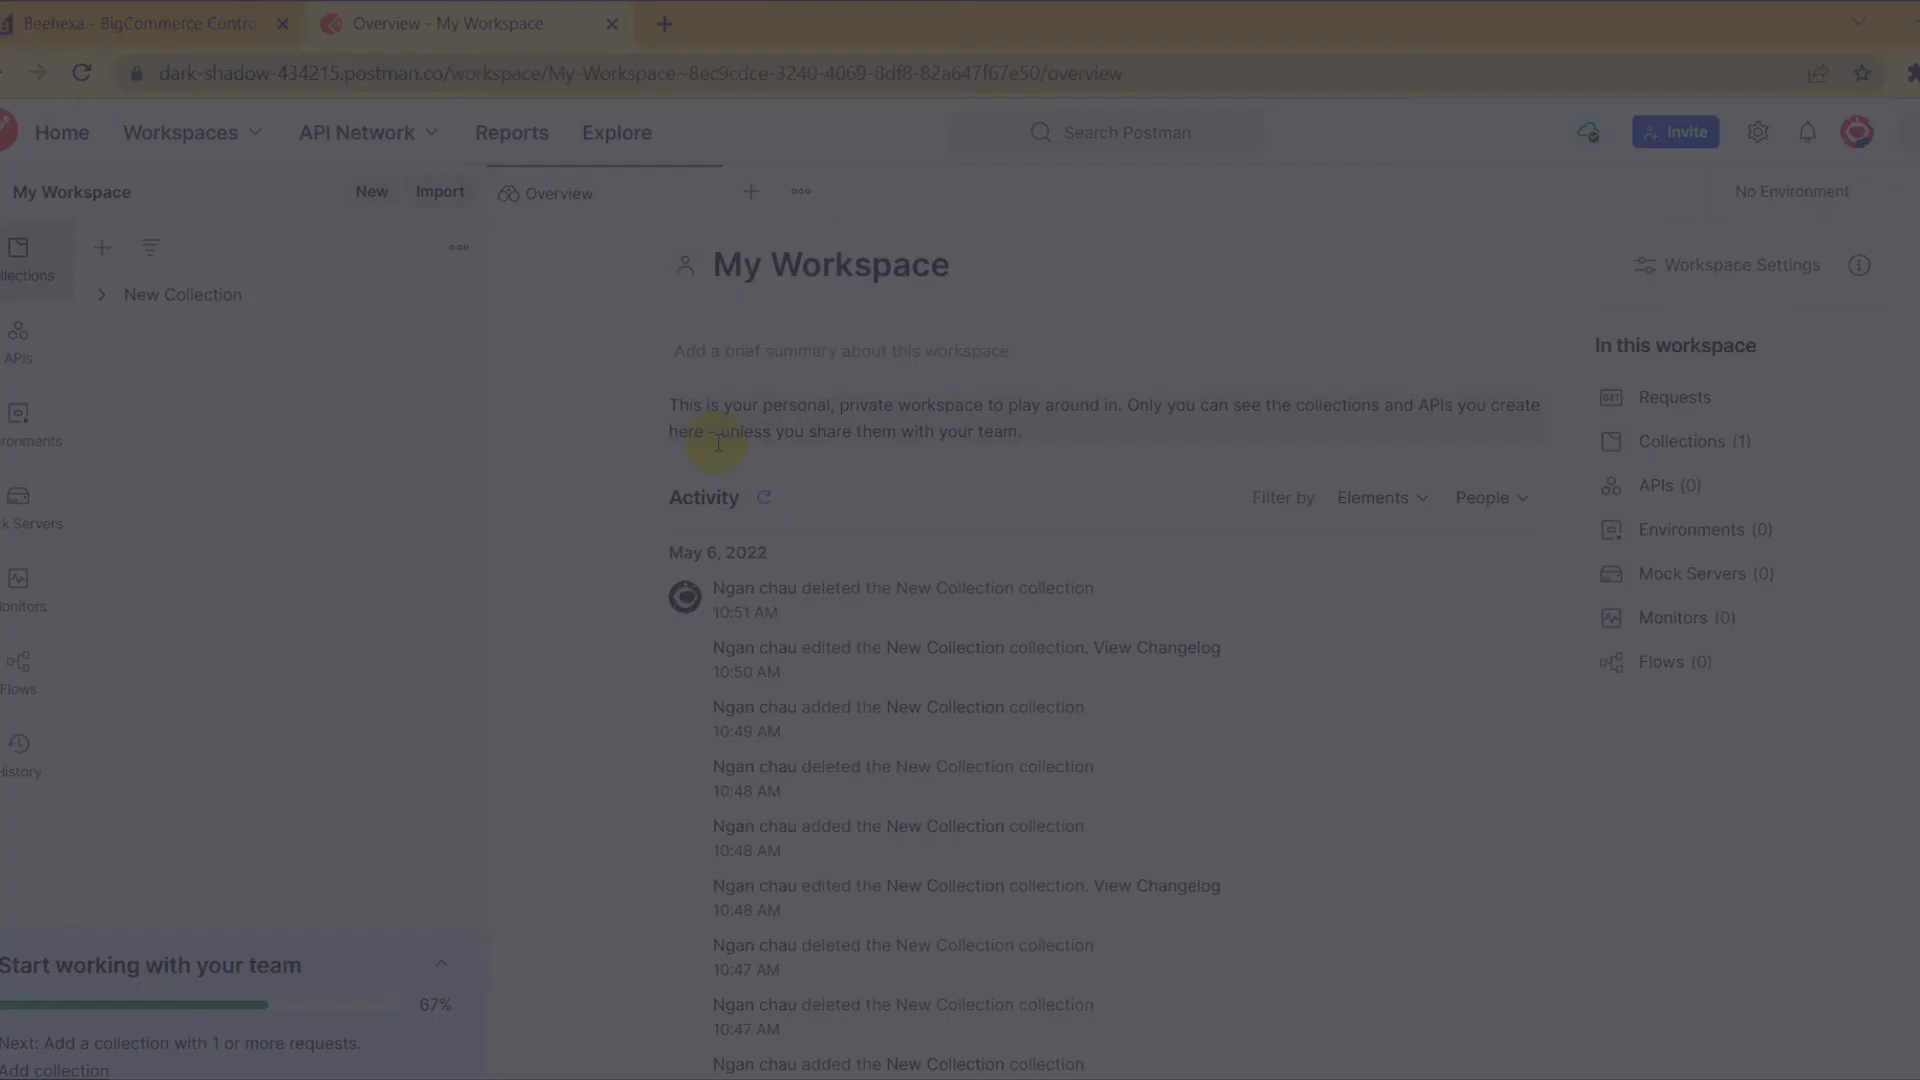 Beehexa - BigCommerce Contro
Overview - My Workspace
dark-shadow-434215.postman.co/workspace/My-Workspace~8ec9cdce-3240-4069-8df8-82a647f67e50/overview
Home
Workspaces
API Network
Reports
Explore
Search Postman
Invite
My Workspace
New
Import
Overview
No Environment
llections
New Collection
APIs
ronments
ck Servers
onitors
Flows
History
My Workspace
Workspace Settings
Add a brief summary about this workspace
This is your personal, private workspace to play around in. Only you can see the collections and APIs you create
here - unless you share them with your team.
Activity
Filter by
Elements
People
May 6, 2022
Ngan chau deleted the New Collection collection
10:51 AM
Ngan chau edited the New Collection collection. View Changelog
10:50 AM
Ngan chau added the New Collection collection
10:49 AM
Ngan chau deleted the New Collection collection
10:48 AM
Ngan chau added the New Collection collection
10:48 AM
Ngan chau edited the New Collection collection. View Changelog
10:48 AM
Ngan chau deleted the New Collection collection
10:47 AM
Ngan chau deleted the New Collection collection
10:47 AM
Ngan chau added the New Collection collection
In this workspace
GET Requests
Collections (1)
APIs (0)
Environments (0)
Mock Servers (0)
Monitors (0)
Flows (0)
Start working with your team
67%
Next: Add a collection with 1 or more requests.
Add collection